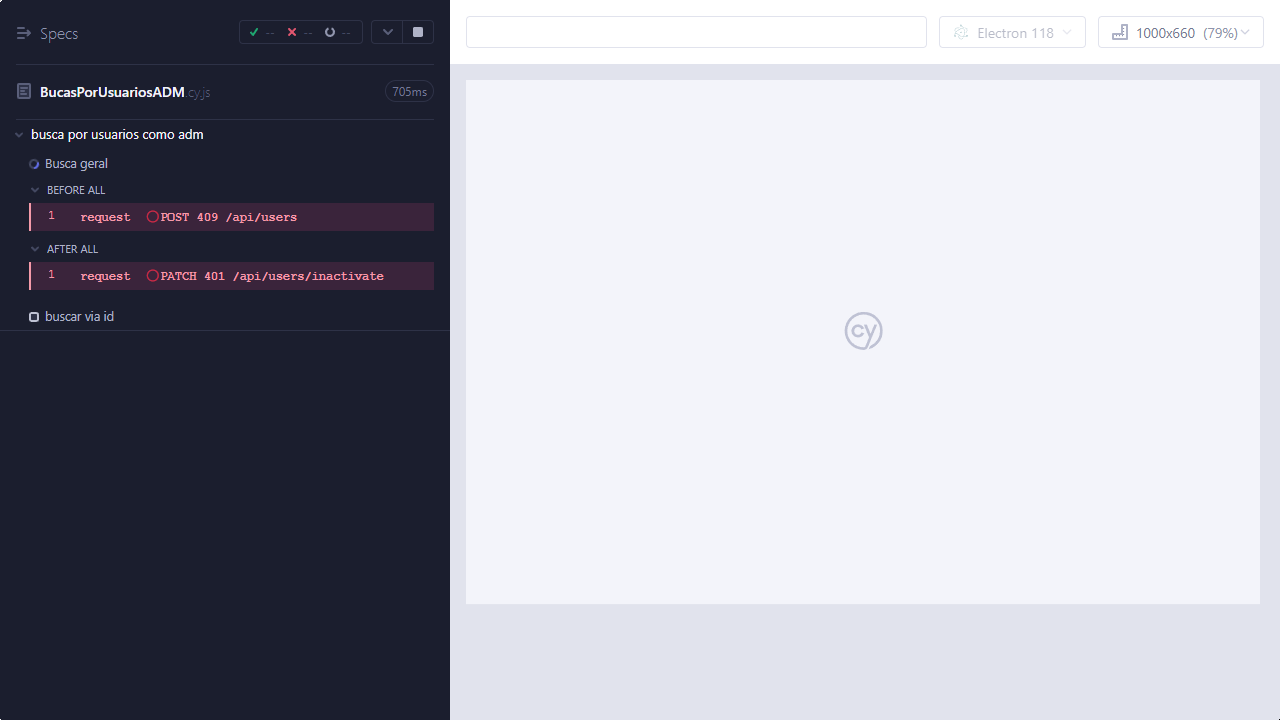 Specs
-- -- --
BucasPorUsuariosADM.cy.js
705ms
busca por usuarios como adm
Busca geral
BEFORE ALL
1 request POST 409 /api/users
AFTER ALL
1 request PATCH 401 /api/users/inactivate
buscar via id
Electron 118
1000x660 (79%)
cy